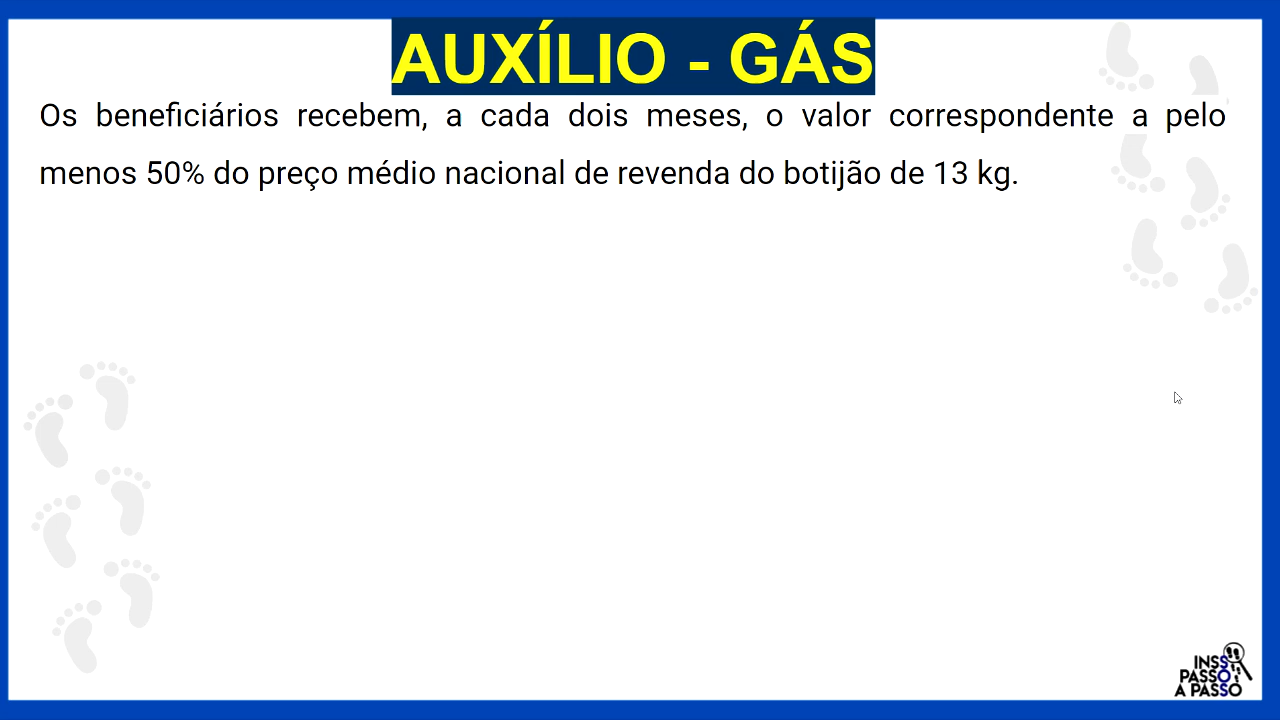 AUXÍLIO - GÁS
Os beneficiários recebem, a cada dois meses, o valor correspondente a pelo
menos 50% do preço médio nacional de revenda do botijão de 13 kg.
INSS
PASSO
A PASSO